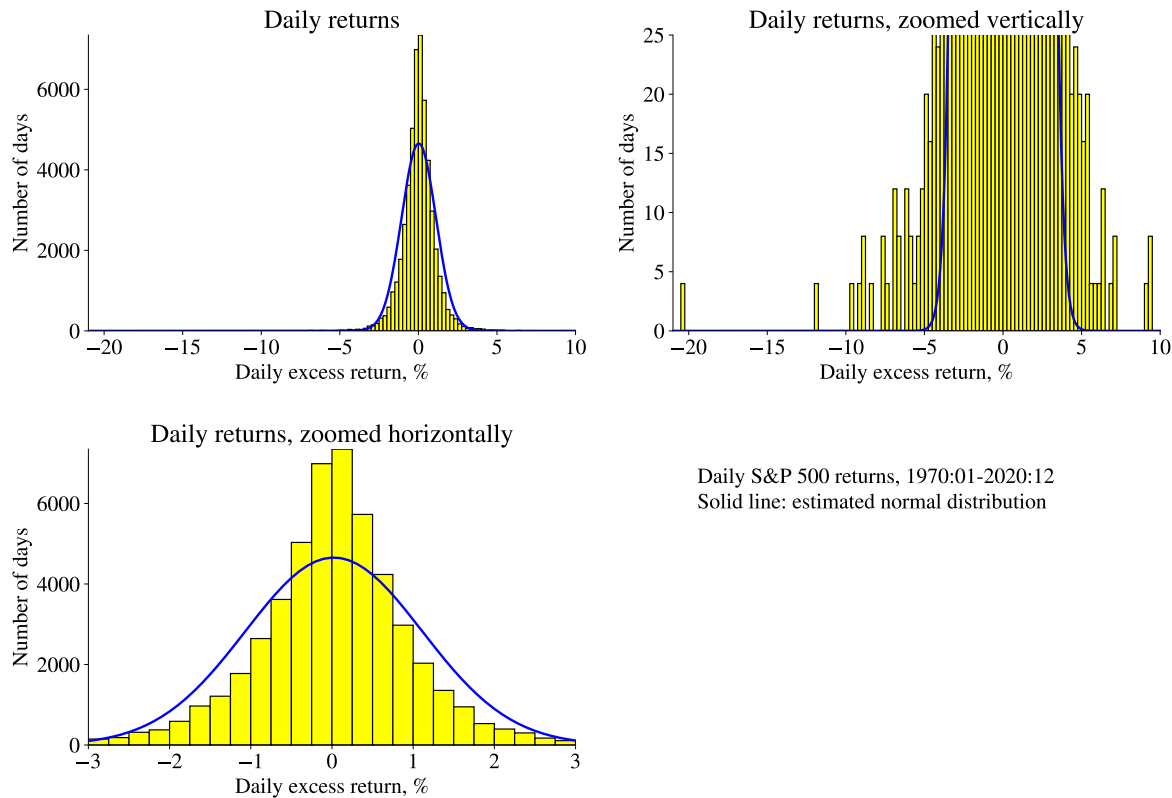 Daily returns
Number of days
6000
4000
2000
0
−20 −15 −10 −5 0 5 10
Daily excess return, %
Daily returns, zoomed vertically
Number of days
25
20
15
10
5
0
−20 −15 −10 −5 0 5 10
Daily excess return, %
Daily returns, zoomed horizontally
Number of days
6000
4000
2000
0
−3 −2 −1 0 1 2 3
Daily excess return, %
Daily S&P 500 returns, 1970:01-2020:12
Solid line: estimated normal distribution